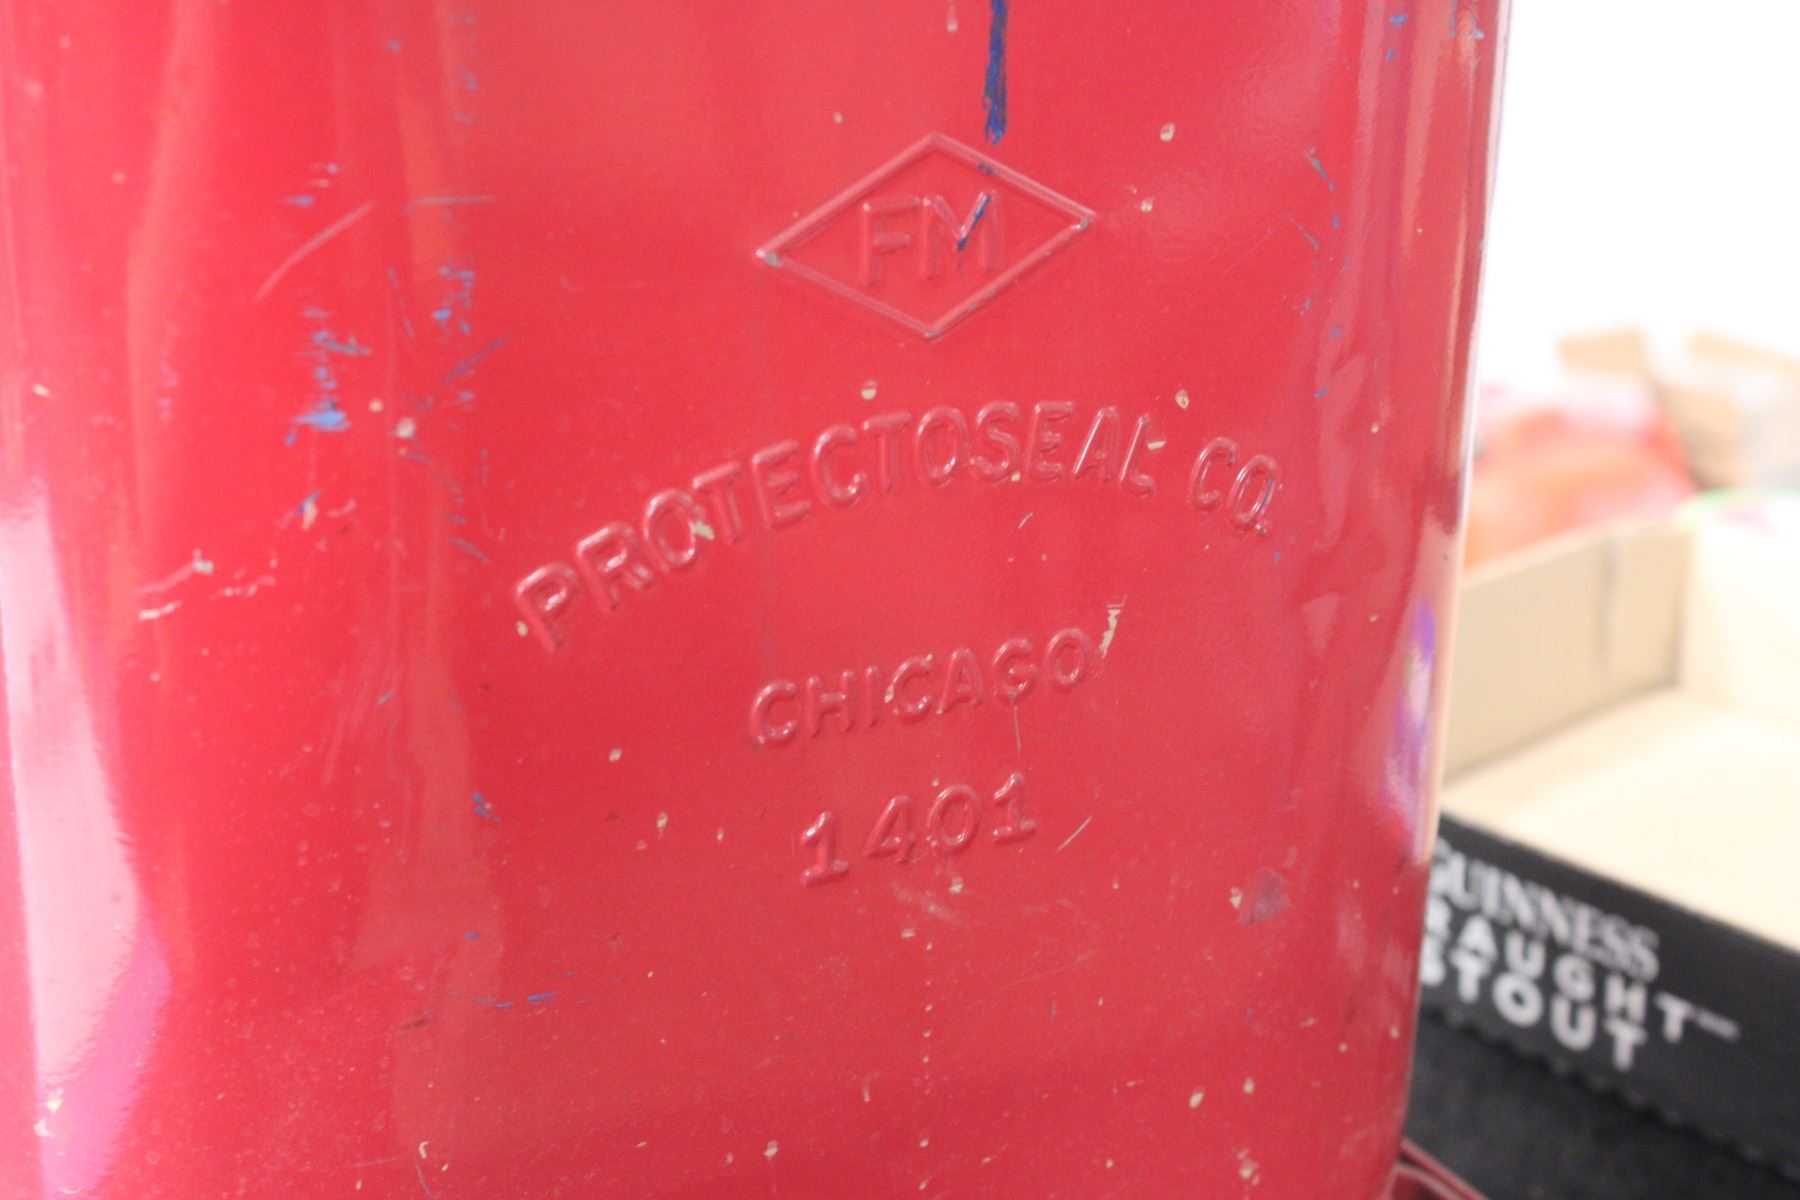 FM
PROTECTOSEAL CO.
CHICAGO
1401
GUINNESS
RAUGHT
STOUT